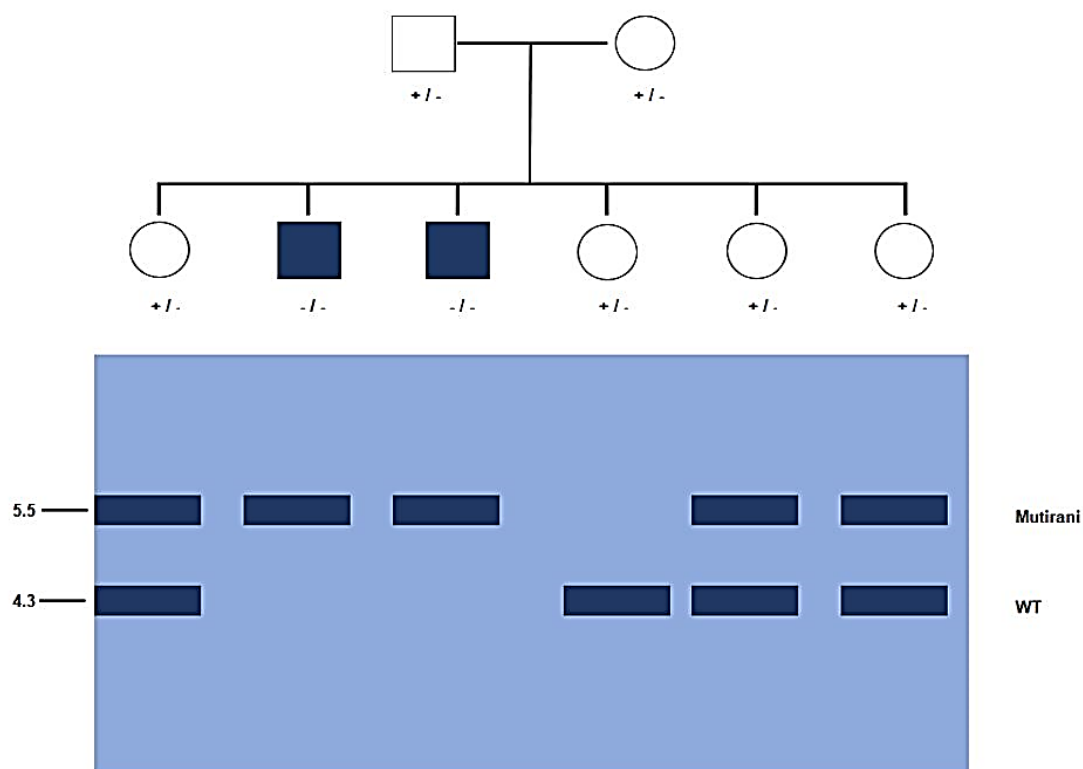 + / - + / -
+ / - - / - - / - + / - + / - + / -
5.5 Mutirani
4.3 WT